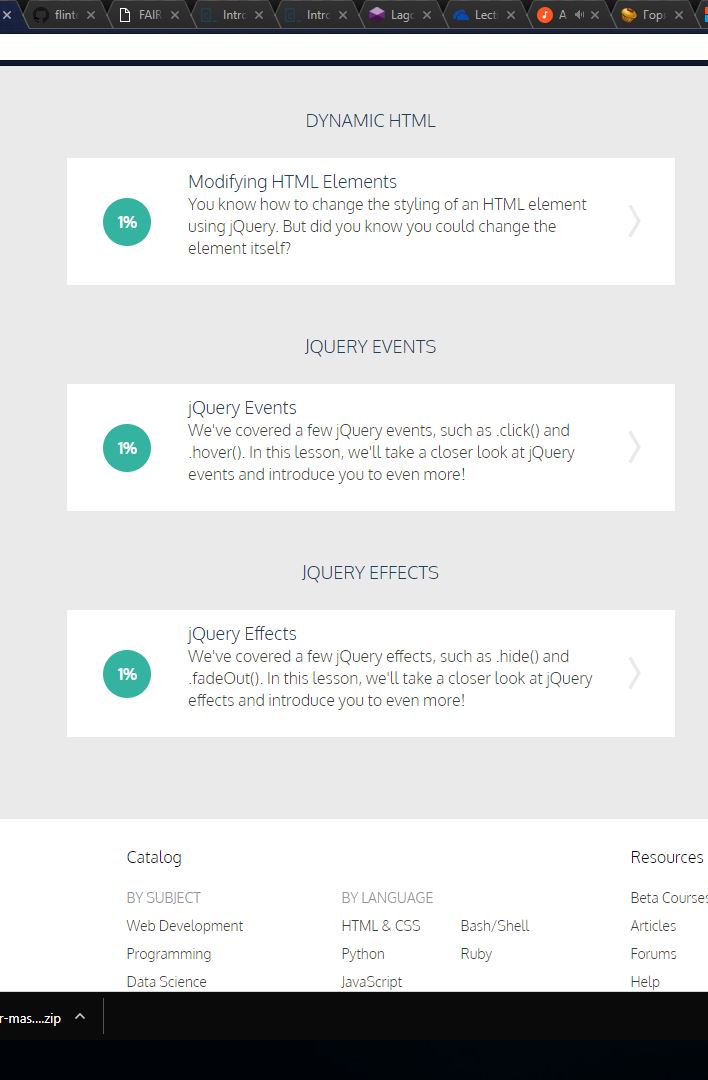 flint
FAIR
Intro
Intro
Lago
Lect
A
Горг
DYNAMIC HTML
Modifying HTML Elements
1%
You know how to change the styling of an HTML element
using jQuery. But did you know you could change the
element itself?
JQUERY EVENTS
jQuery Events
1%
We've covered a few jQuery events, such as .click() and
.hover(). In this lesson, we'll take a closer look at jQuery
events and introduce you to even more!
JQUERY EFFECTS
jQuery Effects
1%
We've covered a few jQuery effects, such as .hide() and
.fadeOut(). In this lesson, we'll take a closer look at jQuery
effects and introduce you to even more!
Catalog
Resources
BY SUBJECT
BY LANGUAGE
Beta Courses
Web Development
HTML & CSS
Bash/Shell
Articles
Programming
Python
Ruby
Forums
Data Science
JavaScript
Help
r-mas....zip